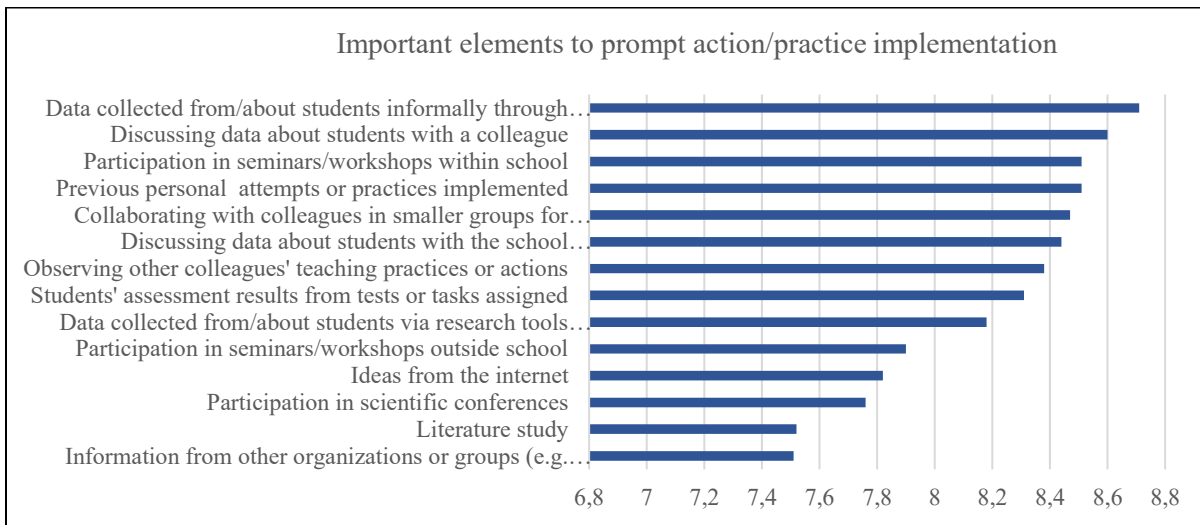 Important elements to prompt action/practice implementation
Data collected from/about students informally through…
Discussing data about students with a colleague
Participation in seminars/workshops within school
Previous personal  attempts or practices implemented
Collaborating with colleagues in smaller groups for…
Discussing data about students with the school…
Observing other colleagues' teaching practices or actions
Students' assessment results from tests or tasks assigned
Data collected from/about students via research tools…
Participation in seminars/workshops outside school
Ideas from the internet
Participation in scientific conferences
Literature study
Information from other organizations or groups (e.g.…
6,8 7 7,2 7,4 7,6 7,8 8 8,2 8,4 8,6 8,8